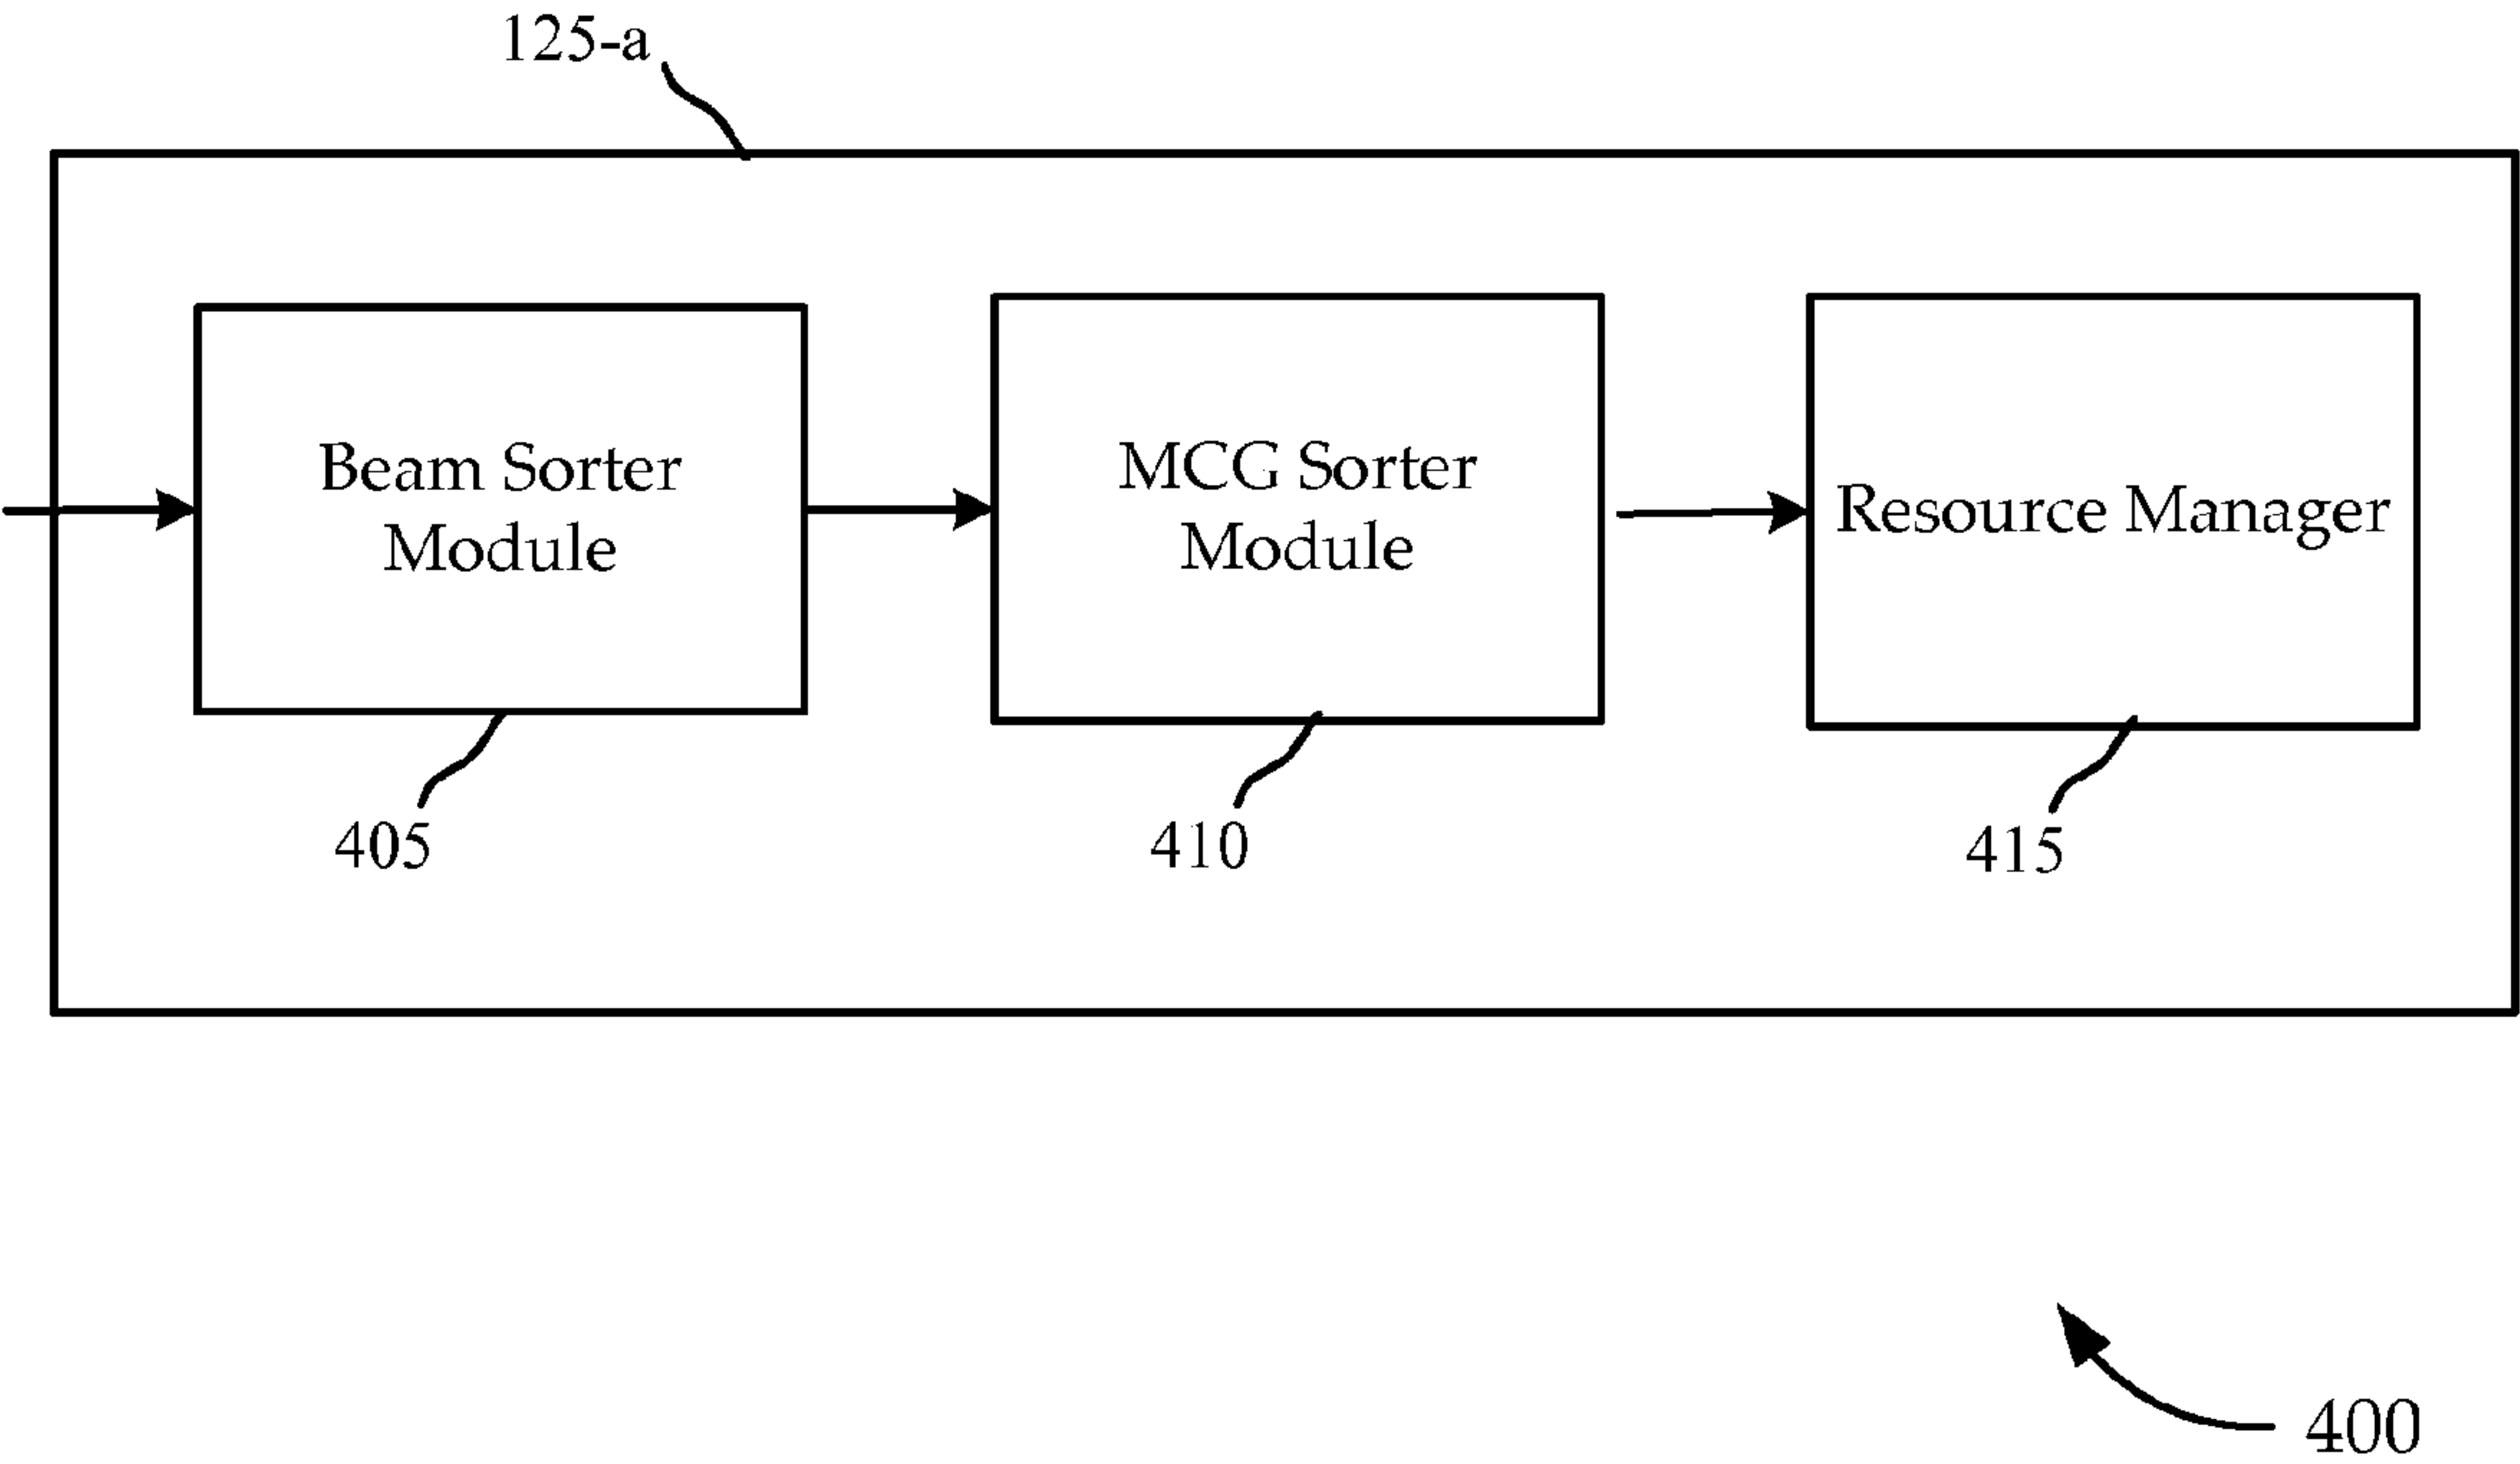 125-a
Beam Sorter
Module
MCG Sorter
Module
Resource Manager
405
410
415
400